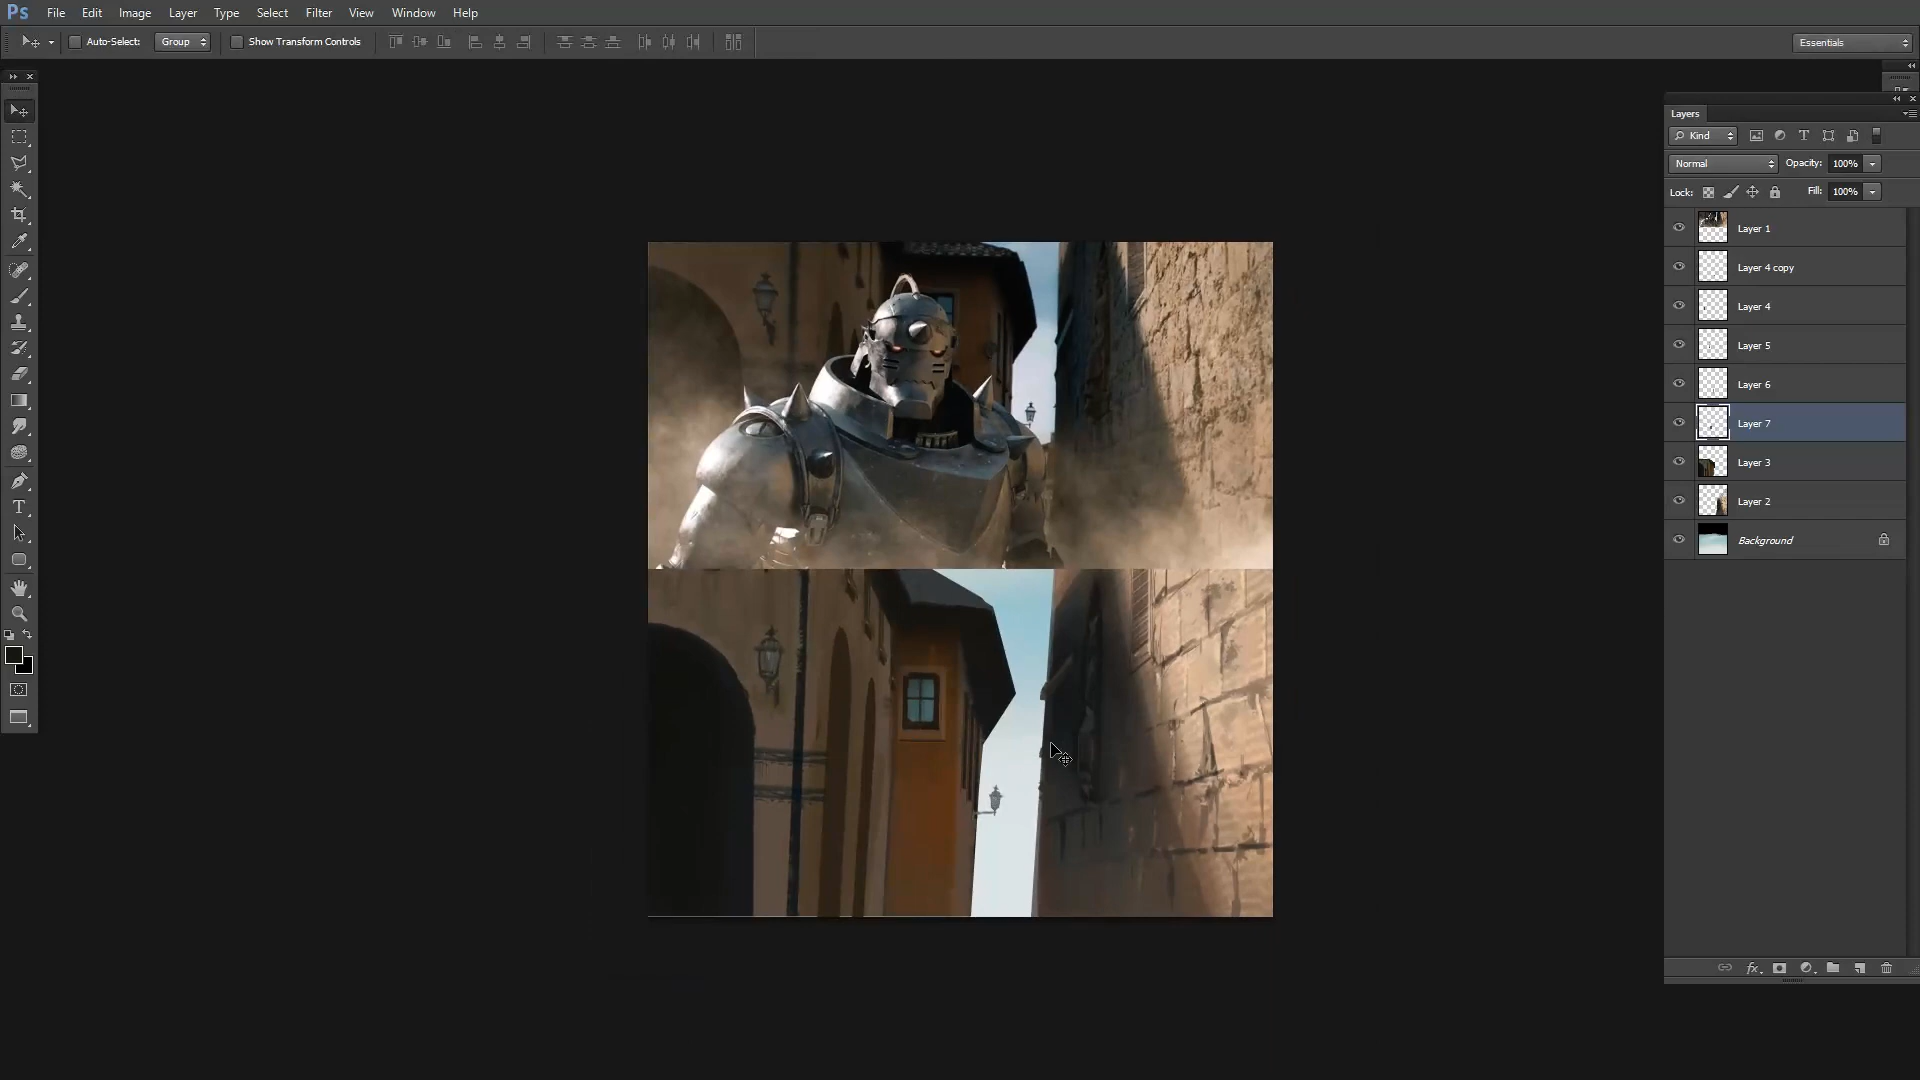 Ps File Edit Image Layer Type Select Filter View Window Help
Auto-Select: Group Show Transform Controls Essentials
Layers
Kind
Normal Opacity: 100%
Lock: Fill: 100%
Layer 1
Layer 4 copy
Layer 4
Layer 5
Layer 6
Layer 7
Layer 3
Layer 2
Background
fx